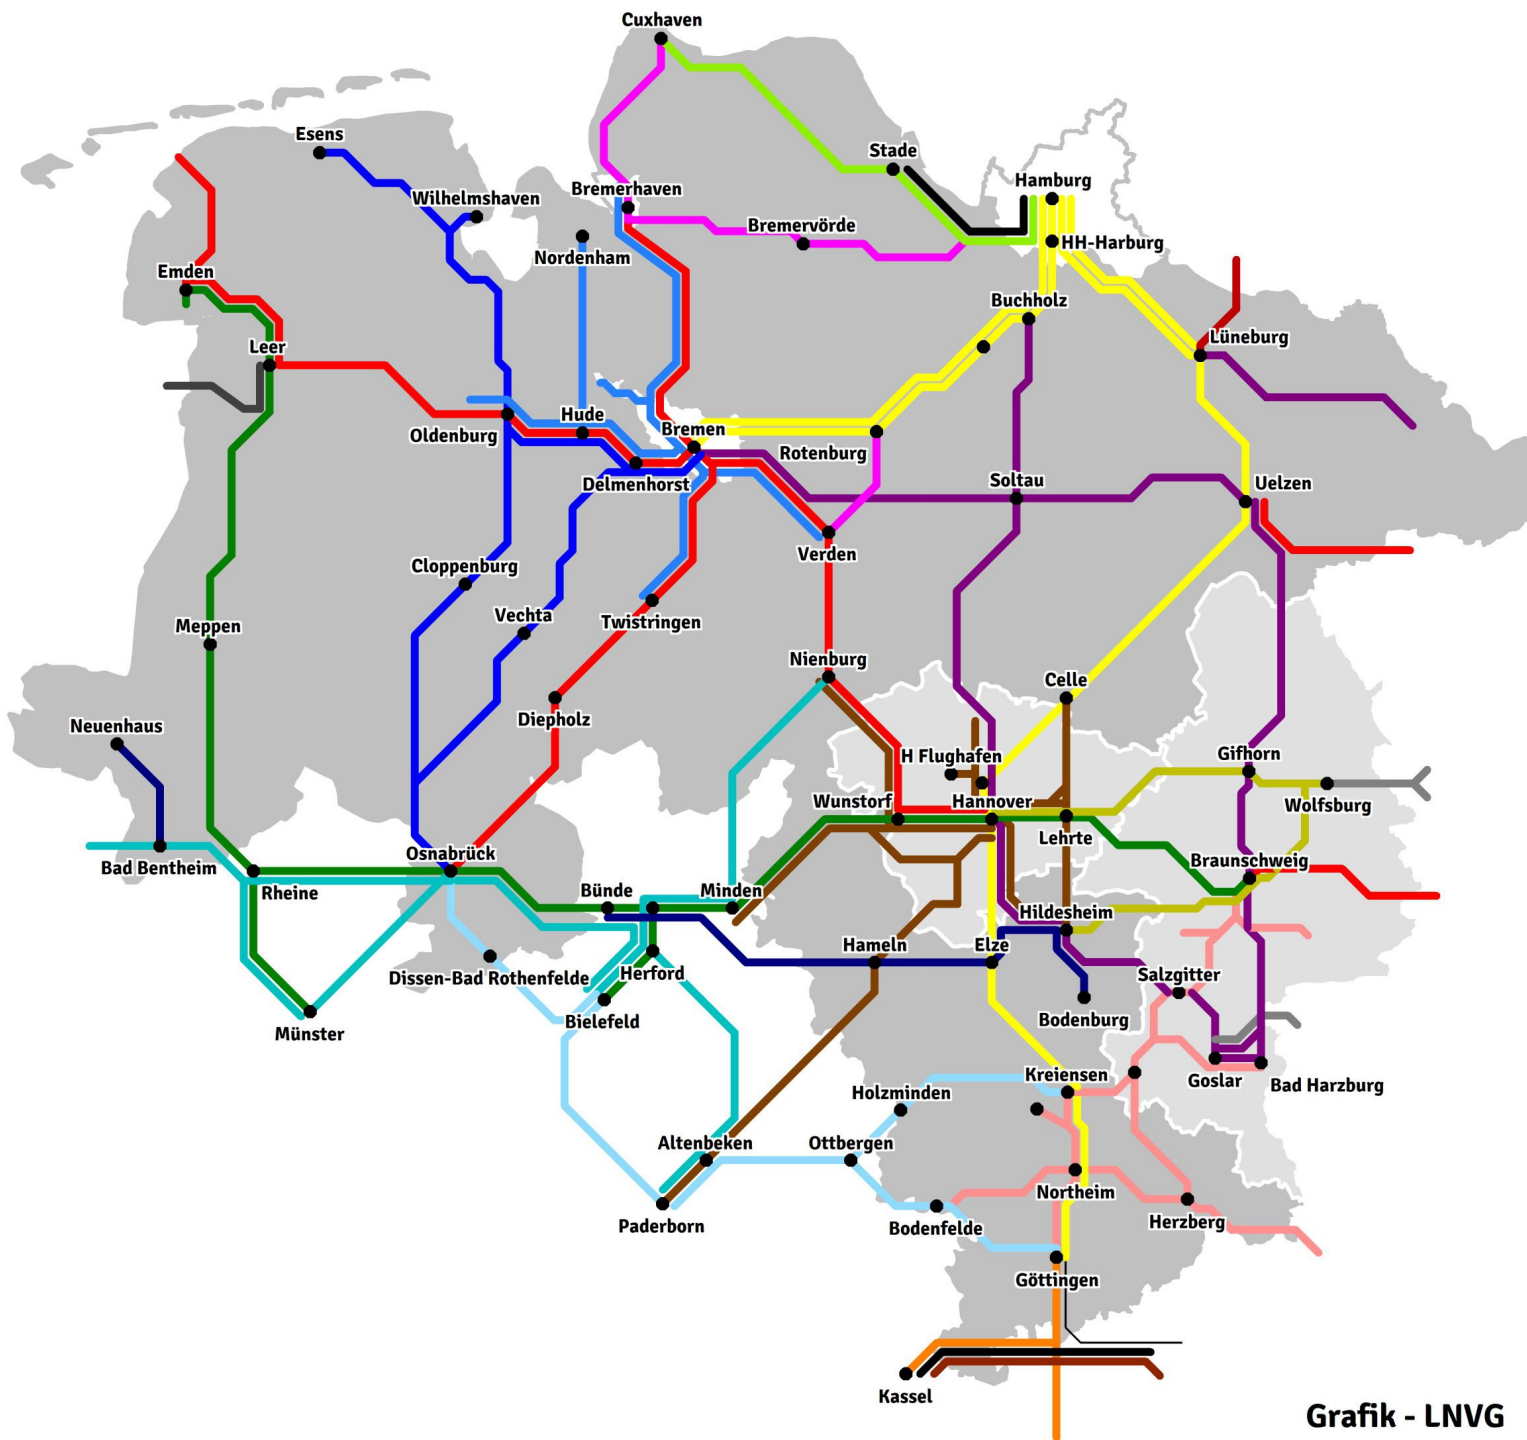 Cuxhaven
Esens
Stade
Wilhelmshaven
Bremerhaven
Hamburg
Bremervörde
HH-Harburg
Nordenham
Emden
Buchholz
Lüneburg
Leer
Hude
Oldenburg
Bremen
Rotenburg
Delmenhorst
Soltau
Uelzen
Verden
Cloppenburg
Vechta
Twistringen
Meppen
Nienburg
Celle
Neuenhaus
Diepholz
H Flughafen
Gifhorn
Wunstorf
Hannover
Wolfsburg
Lehrte
Osnabrück
Braunschweig
Bad Bentheim
Rheine
Bünde
Minden
Hildesheim
Hameln
Elze
Dissen-Bad Rothenfelde
Herford
Salzgitter
Bielefeld
Bodenburg
Münster
Kreiensen
Goslar
Bad Harzburg
Holzminden
Altenbeken
Ottbergen
Northeim
Paderborn
Bodenfelde
Herzberg
Göttingen
Kassel
Grafik - LNVG